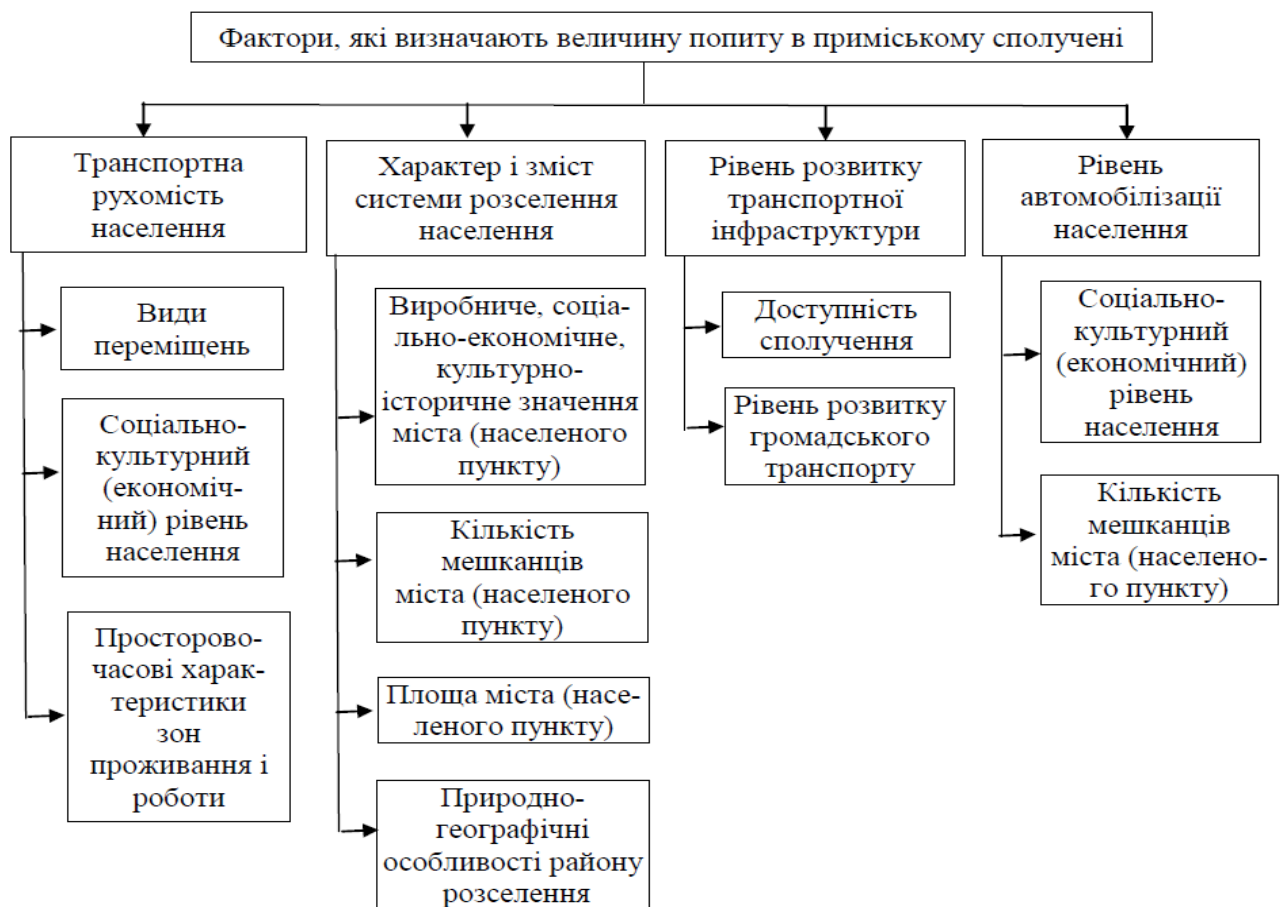 Фактори, які визначають величину попиту в приміському сполучені
Транспортна
рухомість
населення
Види
переміщень
Соціально-
культурний
(економіч-
ний) рівень
населення
Просторово-
часові харак-
теристики
зон
проживання і
роботи
Характер і зміст
системи розселення
населення
Виробниче, соціа-
льно-економічне,
культурно-
історичне значення
міста (населеного
пункту)
Кількість
мешканців
міста (населеного
пункту)
Площа міста (насе-
леного пункту)
Природно-
географічні
особливості району
розселення
Рівень розвитку
транспортної
інфраструктури
Доступність
сполучення
Рівень розвитку
громадського
транспорту
Рівень
автомобілізації
населення
Соціально-
культурний
(економічний)
рівень
населення
Кількість
мешканців
міста (населено-
го пункту)